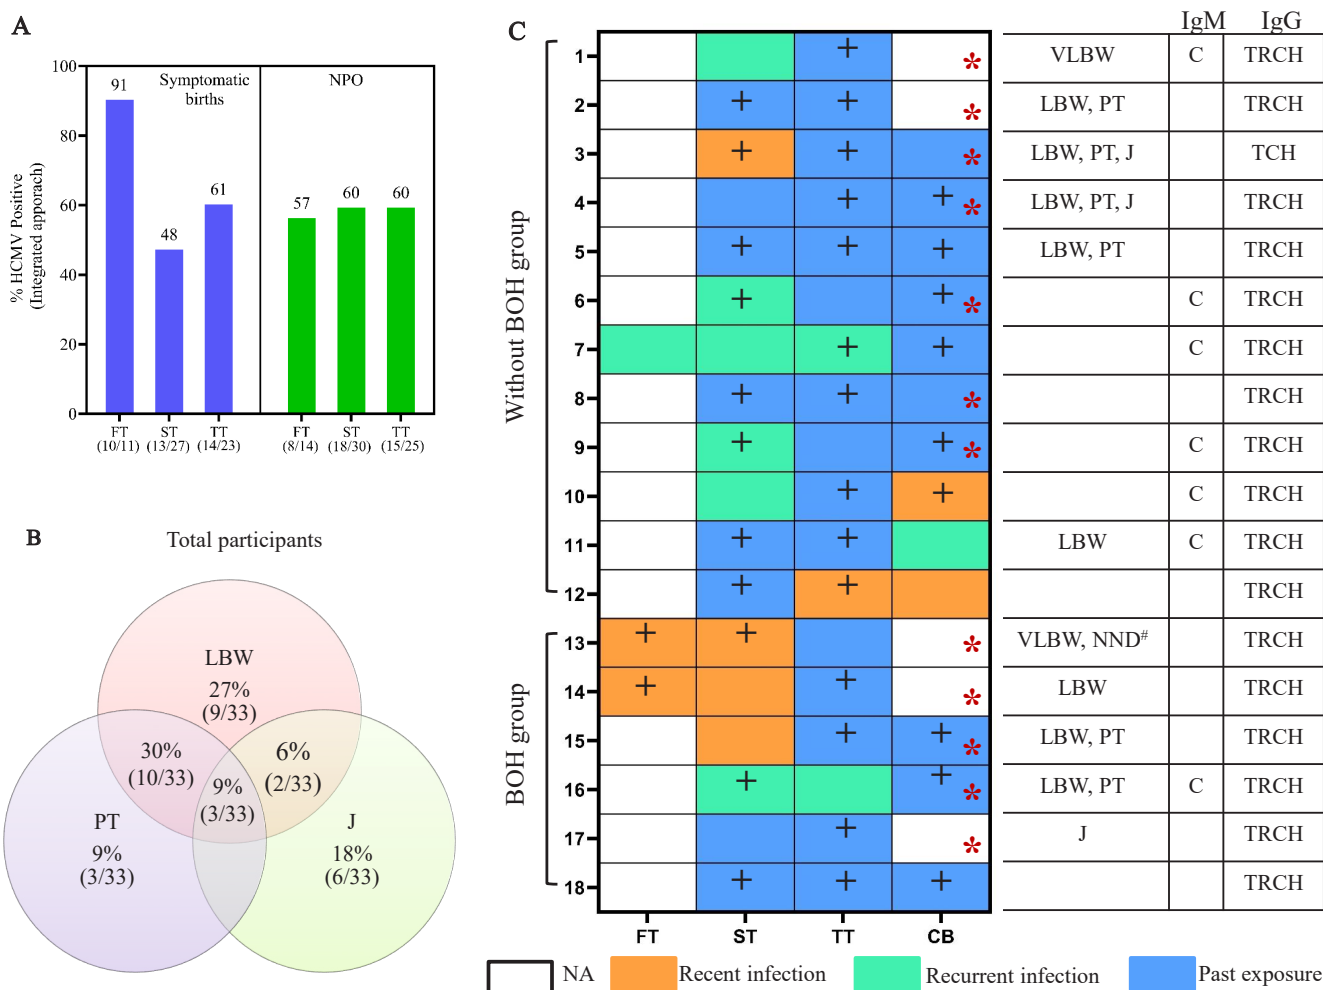 A
% HCMV Positive
(Integrated apporach)
100
80
60
40
20
0
Symptomatic
births
NPO
91
48
61
57
60
60
FT
ST
TT
FT
ST
TT
(10/11)
(13/27)
(14/23)
(8/14)
(18/30)
(15/25)
B
Total participants
LBW
27%
(9/33)
30%
(10/33)
6%
(2/33)
9%
(3/33)
PT
9%
(3/33)
J
18%
(6/33)
C
IgM IgG
Without BOH group
BOH group
1 + * VLBW C TRCH
2 + + * LBW, PT TRCH
3 + + * LBW, PT, J TCH
4 + + * LBW, PT, J TRCH
5 + + + LBW, PT TRCH
6 + + * C TRCH
7 + + C TRCH
8 + + * TRCH
9 + + * C TRCH
10 + + C TRCH
11 + + LBW C TRCH
12 + + TRCH
13 + + * VLBW, NND# TRCH
14 + + * LBW TRCH
15 + + * LBW, PT TRCH
16 + + * LBW, PT C TRCH
17 + * J TRCH
18 + + + TRCH
FT ST TT CB
NA Recent infection Recurrent infection Past exposure